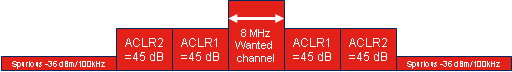 8 MHz
Wanted
channel
ACLR2
=45 dB
ACLR1
=45 dB
ACLR1
=45 dB
ACLR2
=45 dB
Spurious -36 dBm/100kHz
Spurious -36 dBm/100kHz